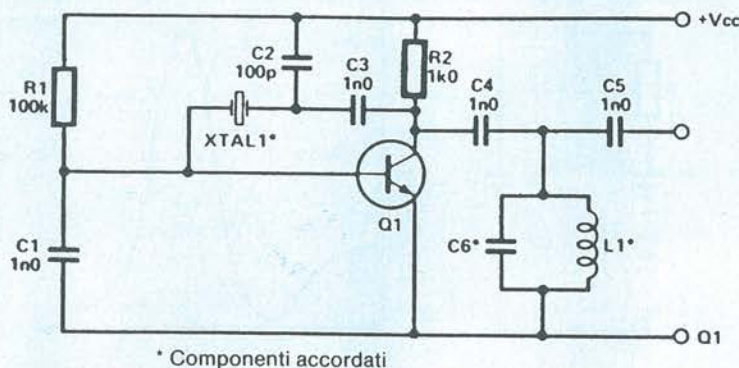 +Vcc
C2
100p
C3
1n0
R2
1k0
R1
100k
C4
1n0
C5
1n0
XTAL1*
Q1
C1
1n0
C6*
L1*
Q1
* Componenti accordati